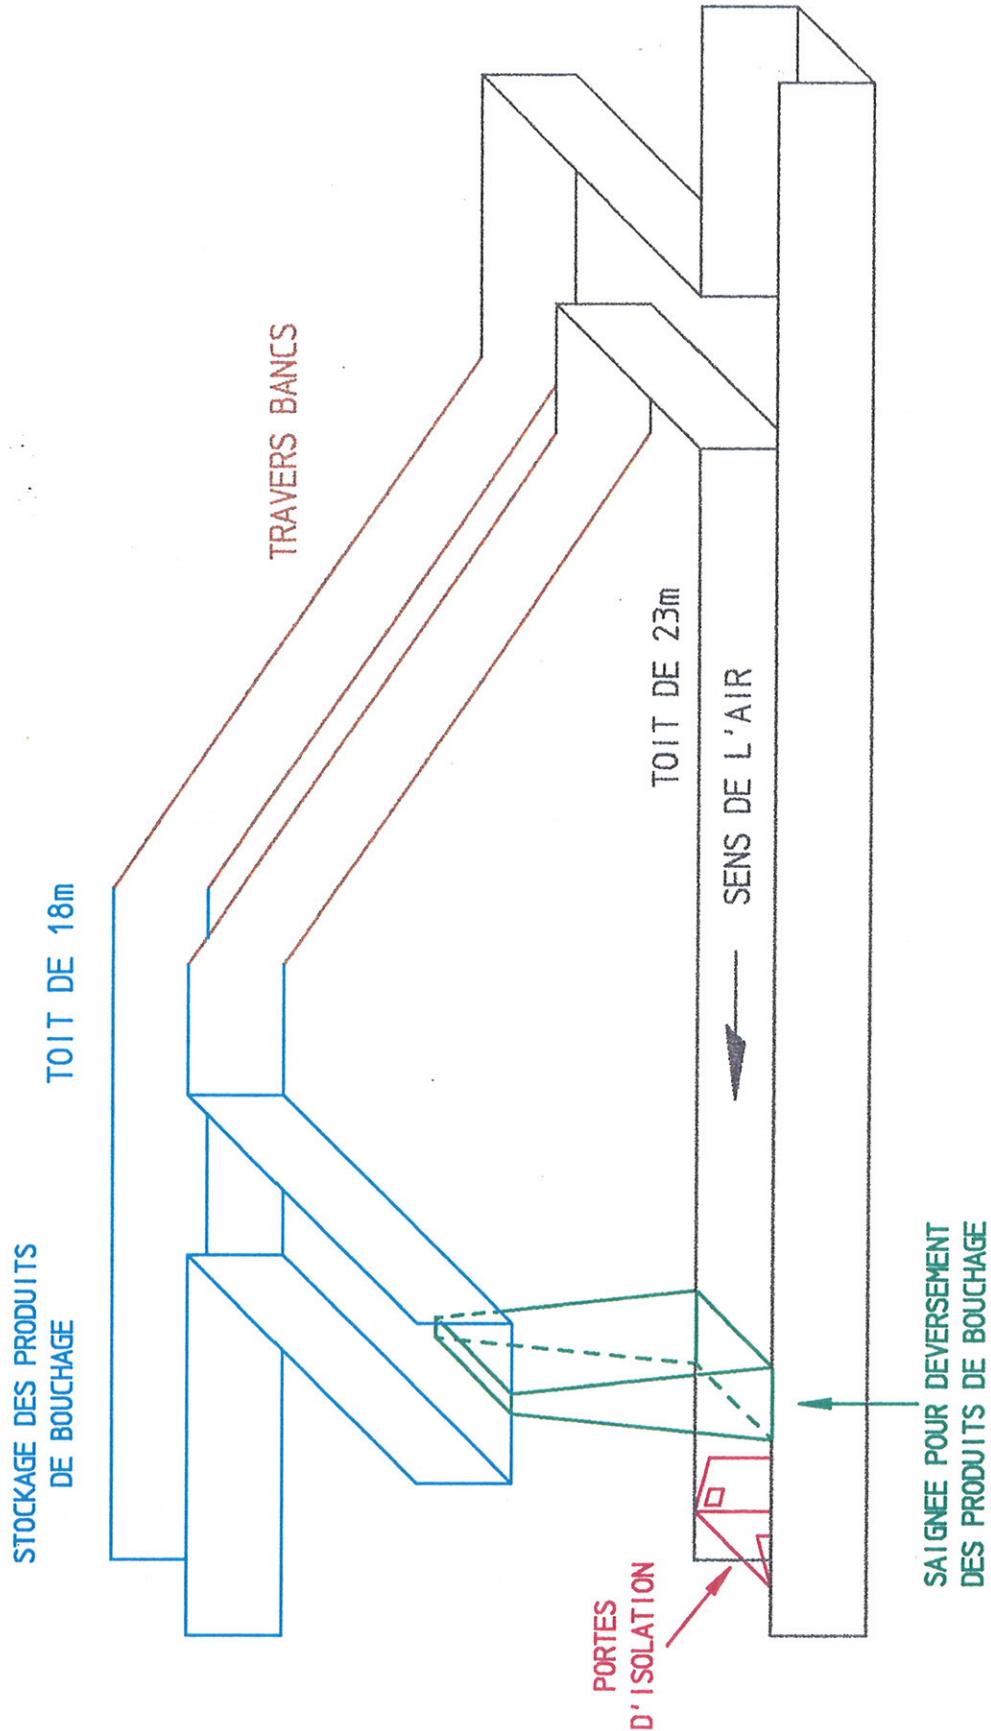 STOCKAGE DES PRODUITS
DE BOUCHAGE
TOIT DE 18m
TRAVERS BANCS
TOIT DE 23m
SENS DE L'AIR
PORTES
D'ISOLATION
SAIGNEE POUR DEVERSEMENT
DES PRODUITS DE BOUCHAGE